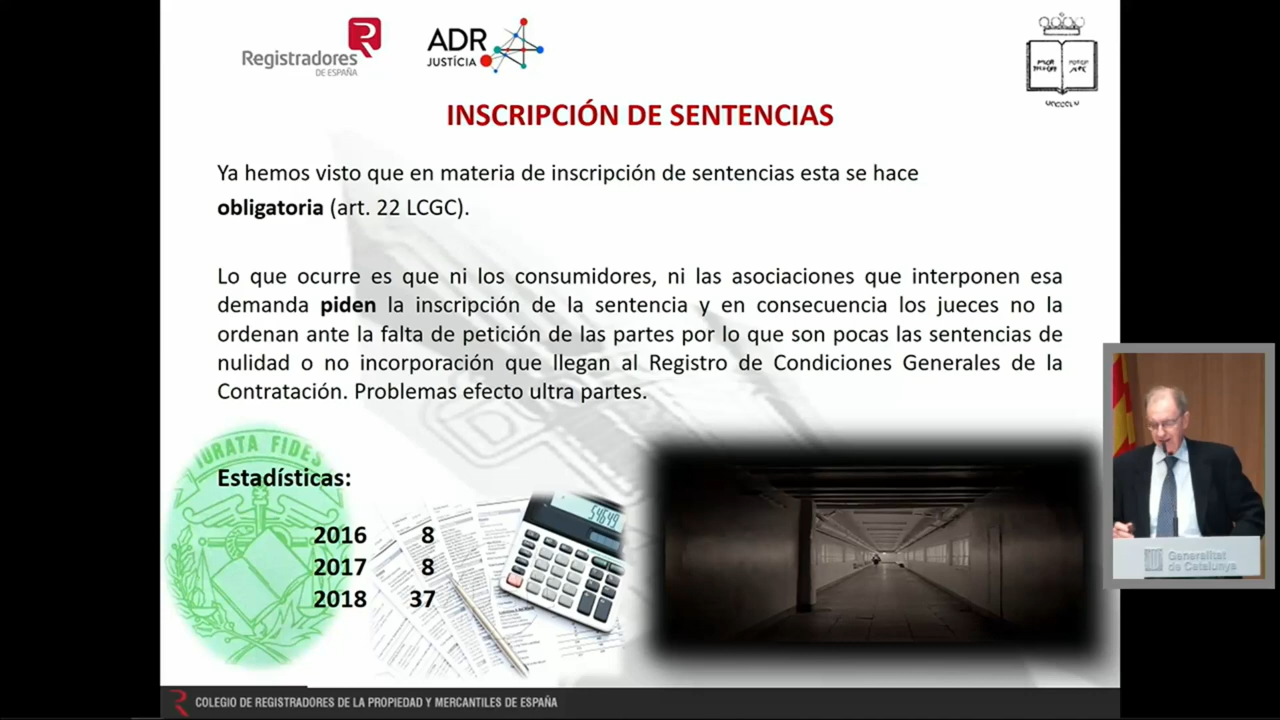 Registradores
DE ESPAÑA
ADR
JUSTÍCIA
INSCRIPCIÓN DE SENTENCIAS
Ya hemos visto que en materia de inscripción de sentencias esta se hace
obligatoria (art. 22 LCGC).
Lo que ocurre es que ni los consumidores, ni las asociaciones que interponen esa
demanda piden la inscripción de la sentencia y en consecuencia los jueces no la
ordenan ante la falta de petición de las partes por lo que son pocas las sentencias de
nulidad o no incorporación que llegan al Registro de Condiciones Generales de la
Contratación. Problemas efecto ultra partes.
IURATA FIDES
Estadísticas:
2016 8
2017 8
2018 37
54649
Generalitat
de Catalunya
COLEGIO DE REGISTRADORES DE LA PROPIEDAD Y MERCANTILES DE ESPAÑA